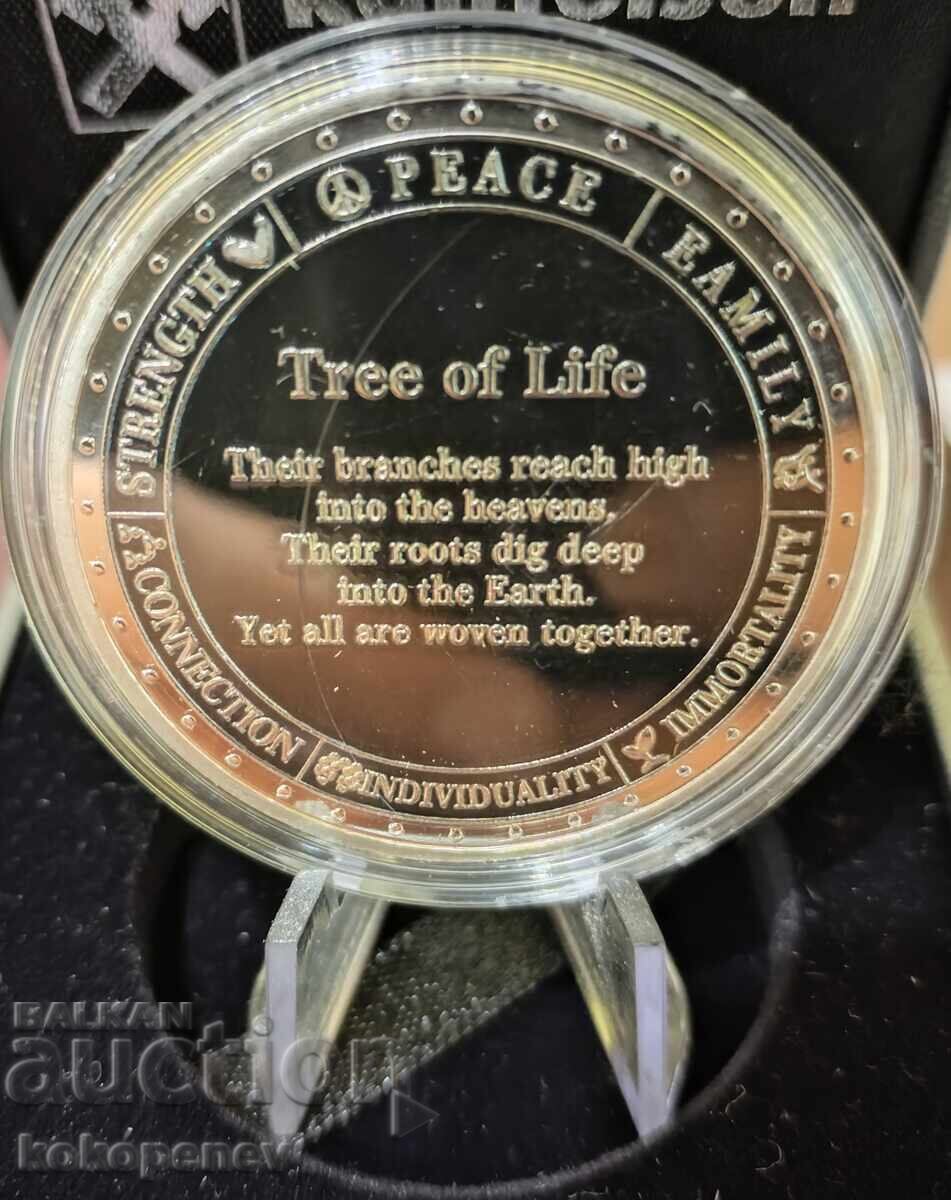 PEACE
FAMILY
STRENGTH
Tree of Life
Their branches reach high
into the heavens.
Their roots dig deep
into the Earth.
Yet all are woven together.
CONNECTION
INDIVIDUALITY
IMMORTALITY
BALKAN
auction
kokopenev